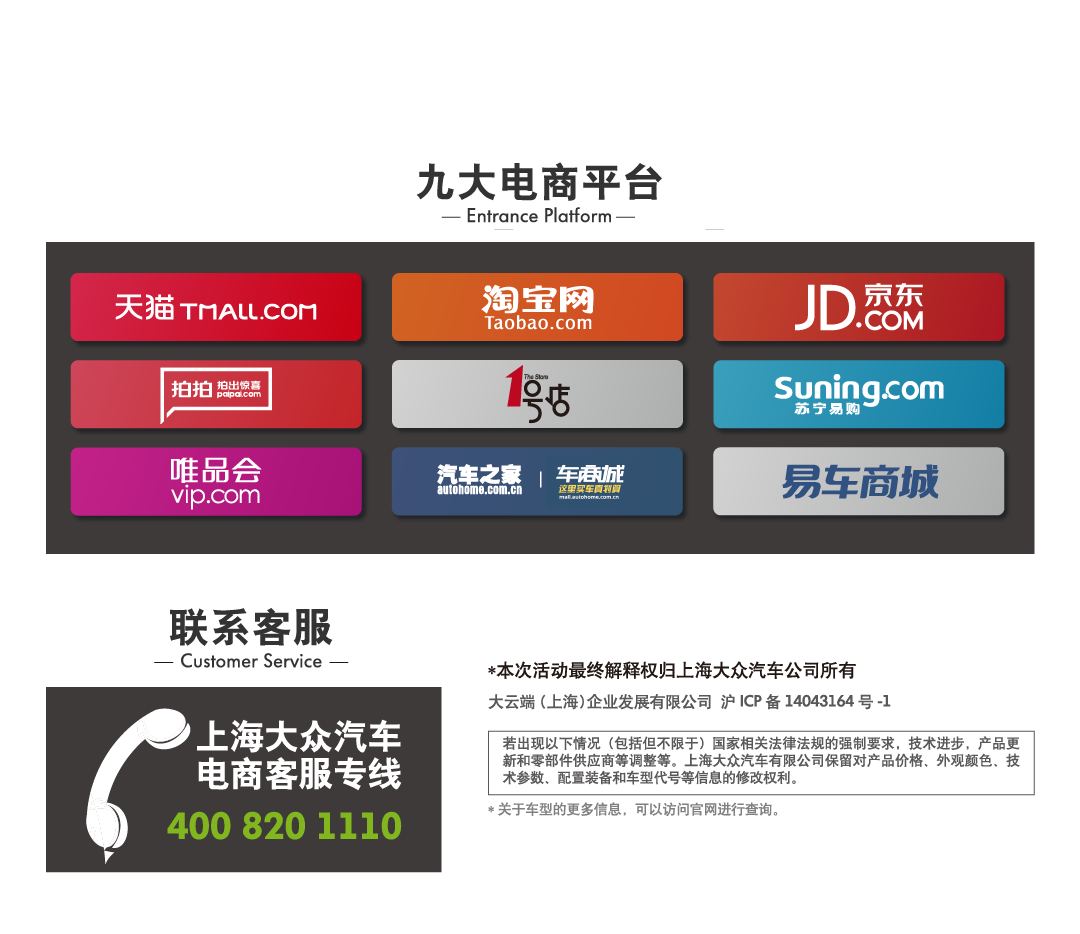 九大电商平台
— Entrance Platform —
天猫 TMALL.COM
淘宝网
Taobao.com
JD.京东
.COM
拍拍 拍出惊喜
paipai.com
The Store
1号店
Suning.com
苏宁易购
唯品会
vip.com
汽车之家
autohome.com.cn
车商城
这里买车真划算
mall.autohome.com.cn
易车商城
联系客服
— Customer Service —
上海大众汽车
电商客服专线
400 820 1110
*本次活动最终解释权归上海大众汽车公司所有
大云端（上海）企业发展有限公司 沪 ICP 备 14043164 号 -1
若出现以下情况（包括但不限于）国家相关法律法规的强制要求，技术进步，产品更
新和零部件供应商等调整等。上海大众汽车有限公司保留对产品价格、外观颜色、技
术参数、配置装备和车型代号等信息的修改权利。
* 关于车型的更多信息，可以访问官网进行查询。